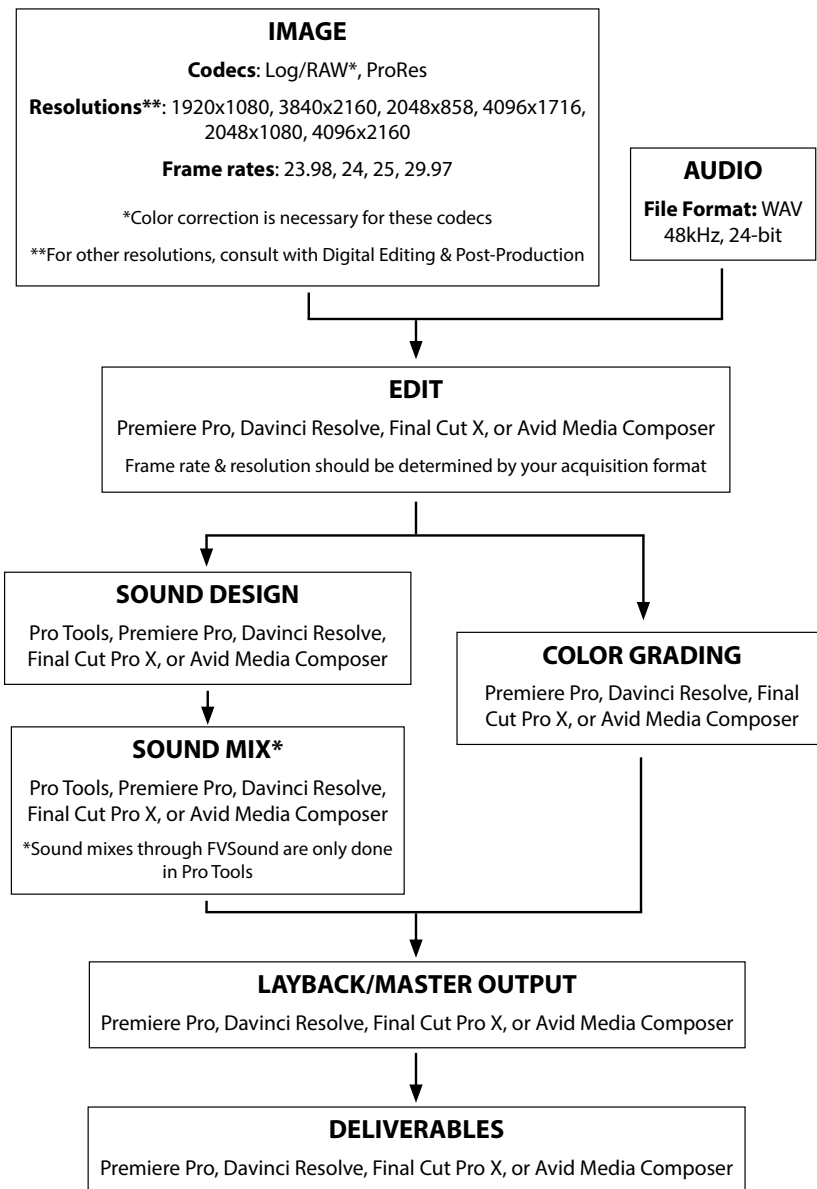 IMAGE
Codecs: Log/RAW*, ProRes
Resolutions**: 1920x1080, 3840x2160, 2048x858, 4096x1716,
2048x1080, 4096x2160
Frame rates: 23.98, 24, 25, 29.97
*Color correction is necessary for these codecs
**For other resolutions, consult with Digital Editing & Post-Production
AUDIO
File Format: WAV
48kHz, 24-bit
EDIT
Premiere Pro, Davinci Resolve, Final Cut X, or Avid Media Composer
Frame rate & resolution should be determined by your acquisition format
SOUND DESIGN
Pro Tools, Premiere Pro, Davinci Resolve,
Final Cut Pro X, or Avid Media Composer
COLOR GRADING
Premiere Pro, Davinci Resolve, Final
Cut Pro X, or Avid Media Composer
SOUND MIX*
Pro Tools, Premiere Pro, Davinci Resolve,
Final Cut Pro X, or Avid Media Composer
*Sound mixes through FVSound are only done
in Pro Tools
LAYBACK/MASTER OUTPUT
Premiere Pro, Davinci Resolve, Final Cut Pro X, or Avid Media Composer
DELIVERABLES
Premiere Pro, Davinci Resolve, Final Cut Pro X, or Avid Media Composer